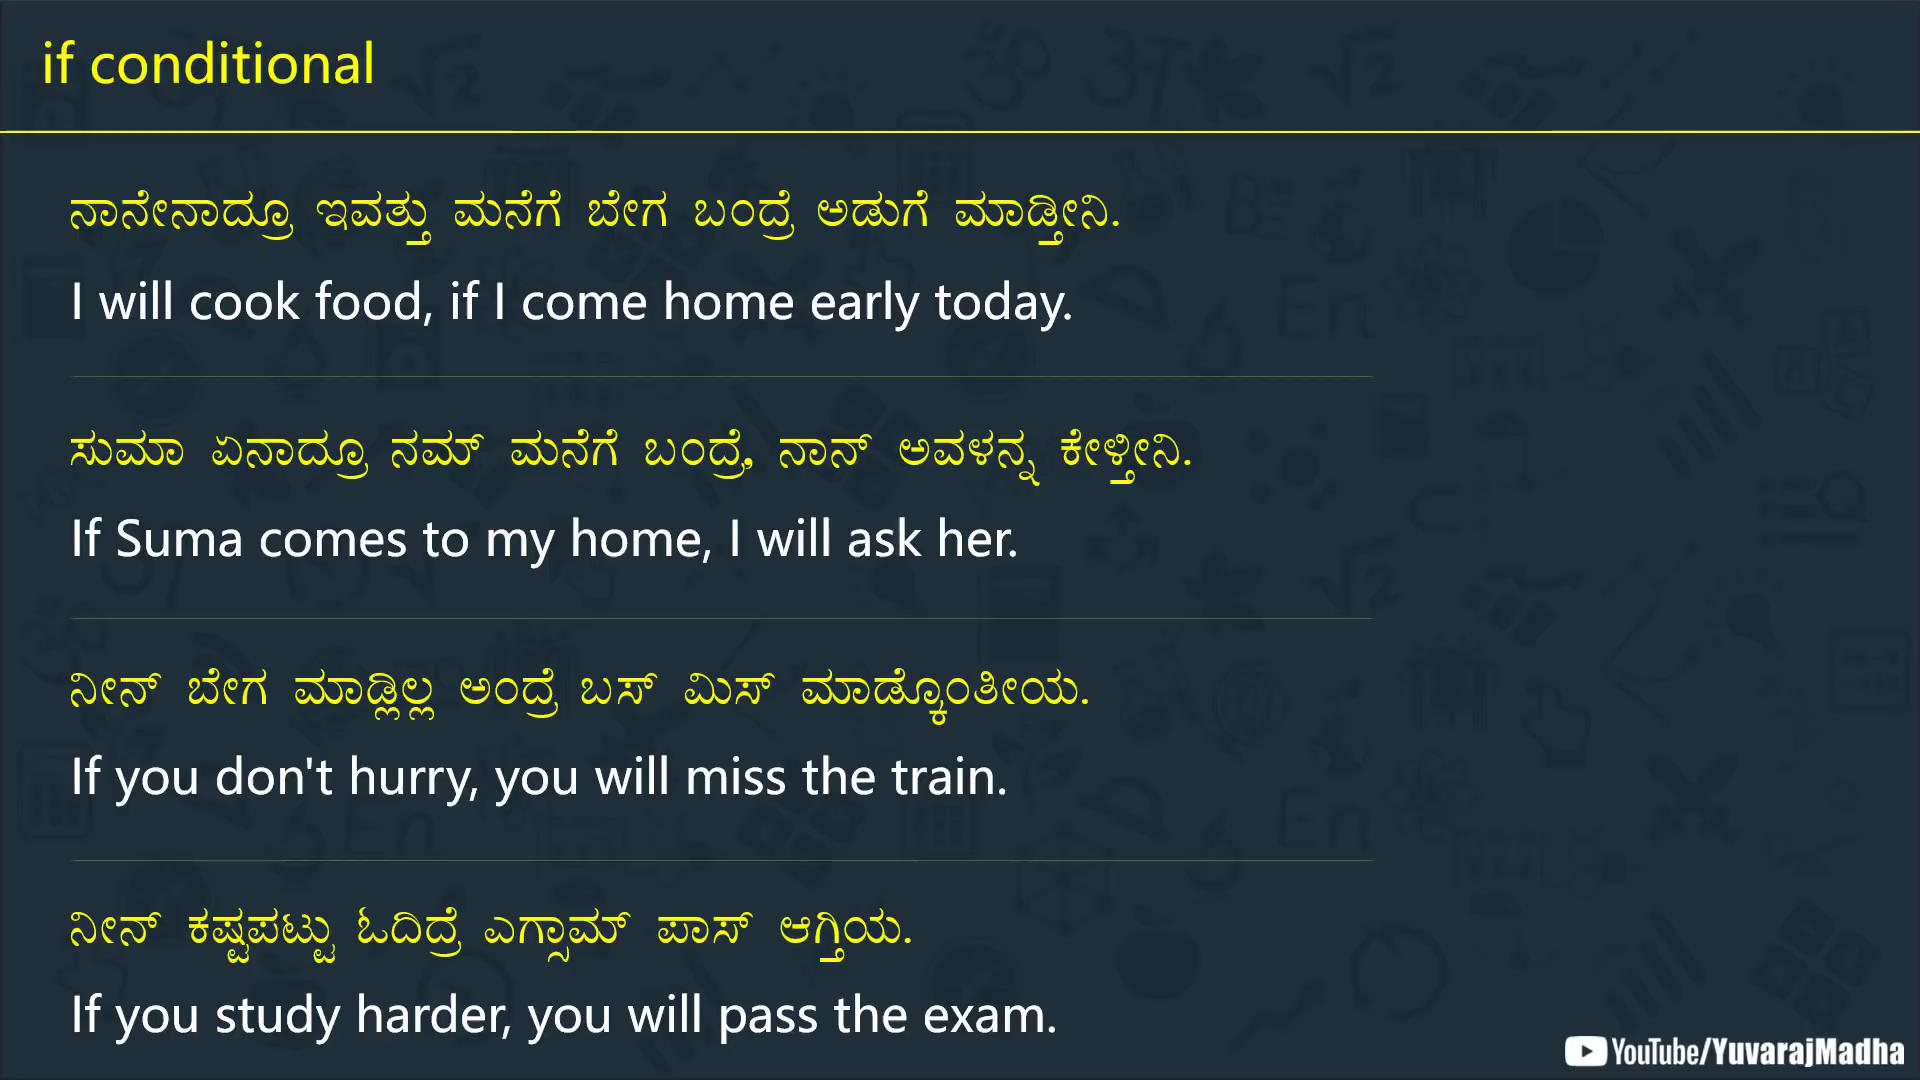 if conditional
ನಾನೇನಾದ್ರೂ ಇವತ್ತು ಮನೆಗೆ ಬೇಗ ಬಂದ್ರೆ ಅಡುಗೆ ಮಾಡ್ತೀನಿ.
I will cook food, if I come home early today.
ಸುಮಾ ಏನಾದ್ರೂ ನಮ್ ಮನೆಗೆ ಬಂದ್ರೆ, ನಾನ್ ಅವಳನ್ನ ಕೇಳ್ತೀನಿ.
If Suma comes to my home, I will ask her.
ನೀನ್ ಬೇಗ ಮಾಡ್ಲಿಲ್ಲ ಅಂದ್ರೆ ಬಸ್ ಮಿಸ್ ಮಾಡ್ಕೊಂತೀಯ.
If you don't hurry, you will miss the train.
ನೀನ್ ಕಷ್ಟಪಟ್ಟು ಓದಿದ್ರೆ ಎಗ್ಸಾಮ್ ಪಾಸ್ ಆಗ್ತಿಯ.
If you study harder, you will pass the exam.
YouTube/YuvarajMadha